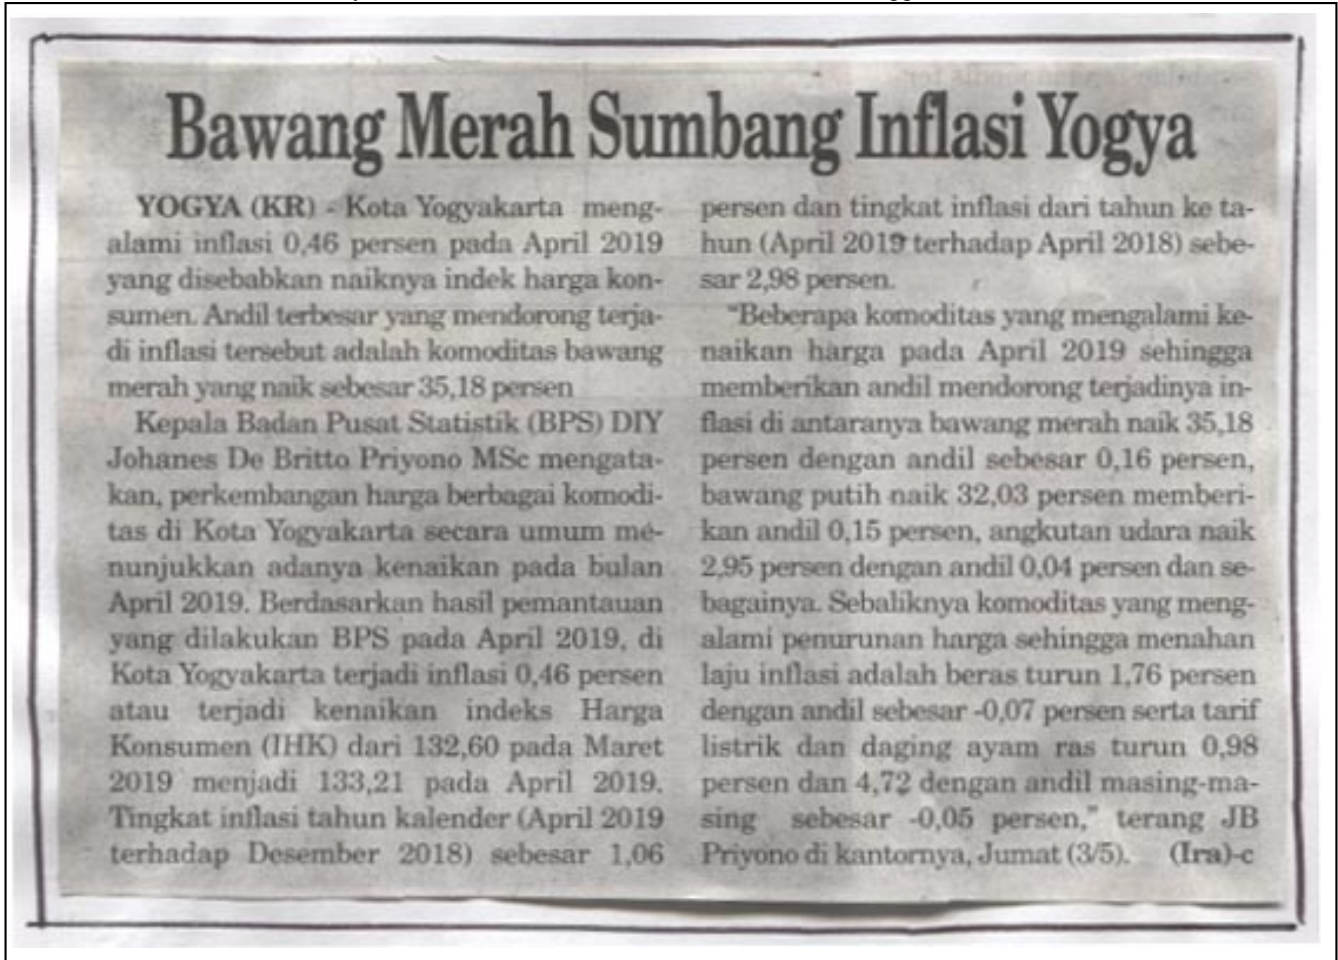 Bawang Merah Sumbang Inflasi Yogya
YOGYA (KR) - Kota Yogyakarta meng-
alami inflasi 0,46 persen pada April 2019
yang disebabkan naiknya indek harga kon-
sumen. Andil terbesar yang mendorong terja-
di inflasi tersebut adalah komoditas bawang
merah yang naik sebesar 35,18 persen
Kepala Badan Pusat Statistik (BPS) DIY
Johanes De Britto Priyono MSc mengata-
kan, perkembangan harga berbagai komodi-
tas di Kota Yogyakarta secara umum me-
nunjukkan adanya kenaikan pada bulan
April 2019. Berdasarkan hasil pemantauan
yang dilakukan BPS pada April 2019, di
Kota Yogyakarta terjadi inflasi 0,46 persen
atau terjadi kenaikan indeks Harga
Konsumen (IHK) dari 132,60 pada Maret
2019 menjadi 133,21 pada April 2019.
Tingkat inflasi tahun kalender (April 2019
terhadap Desember 2018) sebesar 1,06
persen dan tingkat inflasi dari tahun ke ta-
hun (April 2019 terhadap April 2018) sebe-
sar 2,98 persen.
"Beberapa komoditas yang mengalami ke-
naikan harga pada April 2019 sehingga
memberikan andil mendorong terjadinya in-
flasi di antaranya bawang merah naik 35,18
persen dengan andil sebesar 0,16 persen,
bawang putih naik 32,03 persen memberi-
kan andil 0,15 persen, angkutan udara naik
2,95 persen dengan andil 0,04 persen dan se-
bagainya. Sebaliknya komoditas yang meng-
alami penurunan harga sehingga menahan
laju inflasi adalah beras turun 1,76 persen
dengan andil sebesar -0,07 persen serta tarif
listrik dan daging ayam ras turun 0,98
persen dan 4,72 dengan andil masing-ma-
sing sebesar -0,05 persen," terang JB
Priyono di kantornya, Jumat (3/5). (Ira)-c